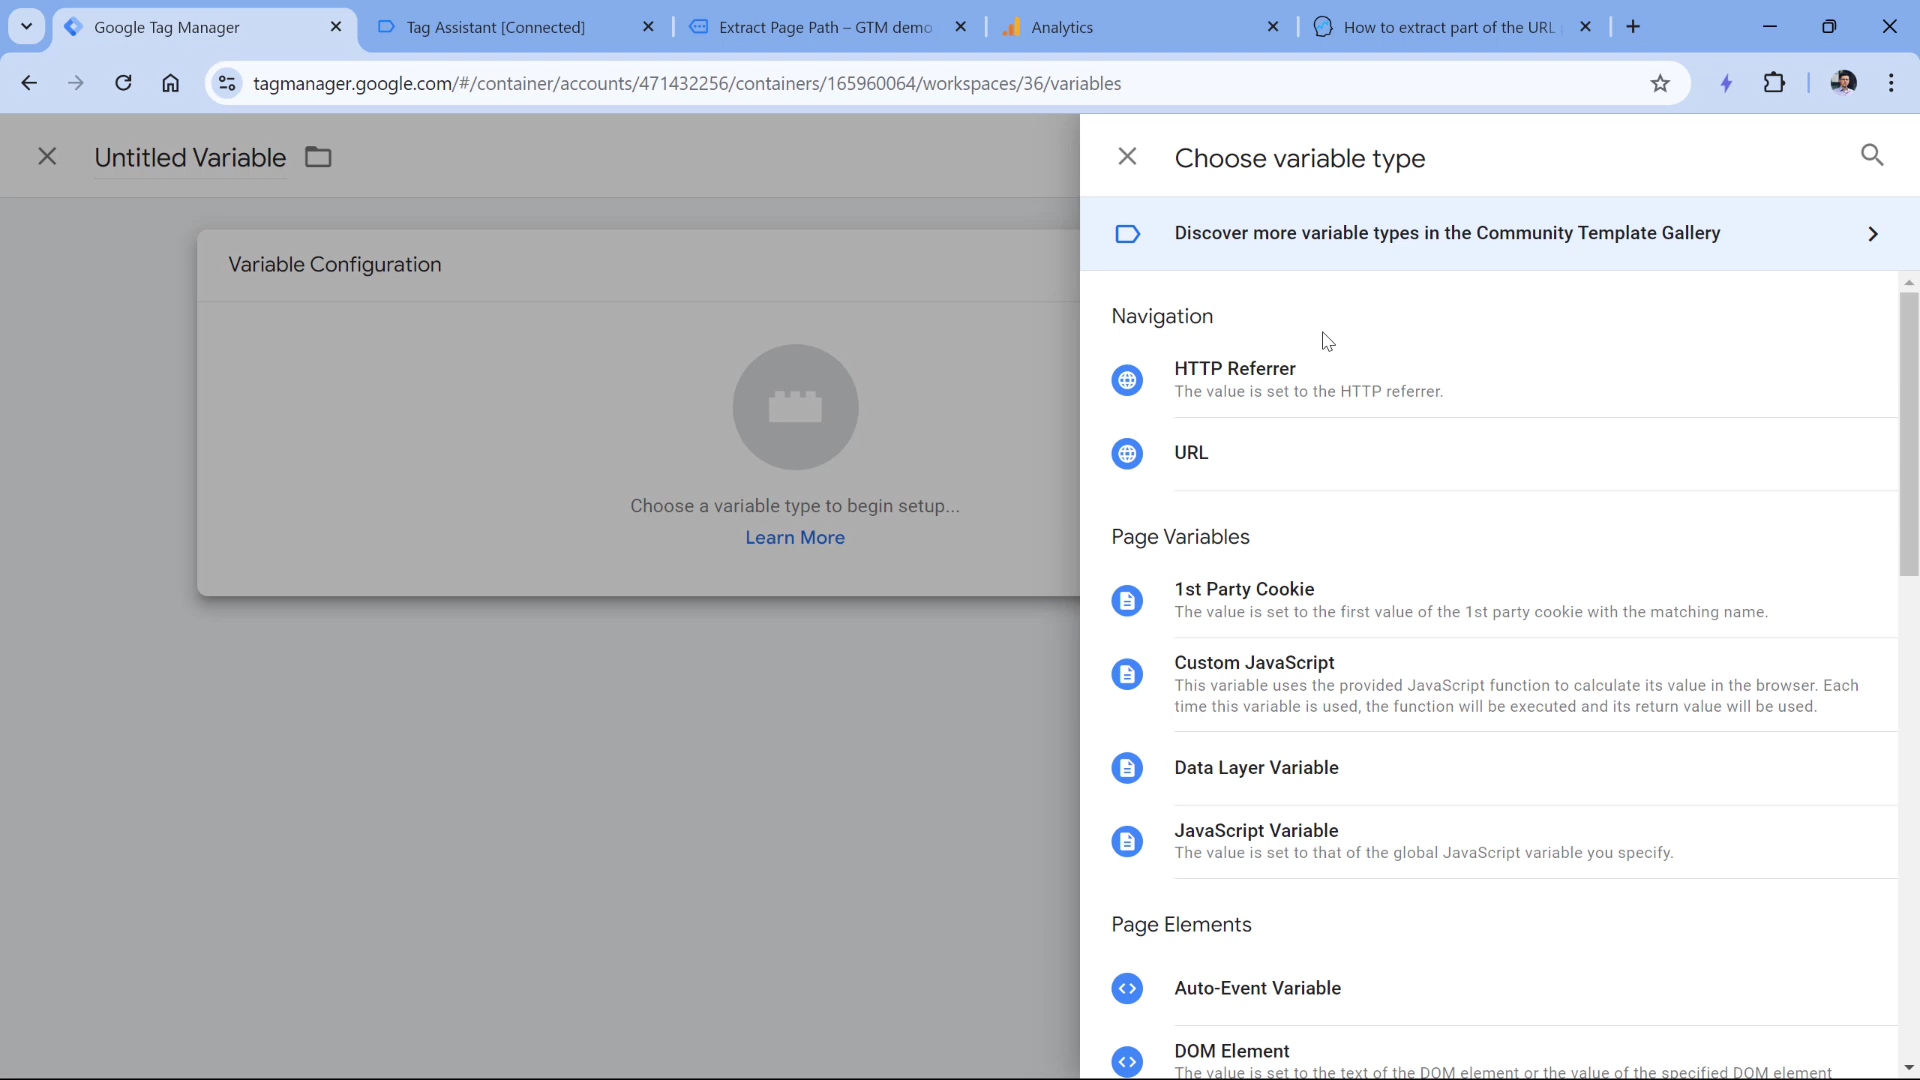 Google Tag Manager
Tag Assistant [Connected]
Extract Page Path – GTM demo
Analytics
How to extract part of the URL
tagmanager.google.com/#/container/accounts/471432256/containers/165960064/workspaces/36/variables
Untitled Variable
Variable Configuration
Choose a variable type to begin setup...
Learn More
Choose variable type
Discover more variable types in the Community Template Gallery
Navigation
HTTP Referrer
The value is set to the HTTP referrer.
URL
Page Variables
1st Party Cookie
The value is set to the first value of the 1st party cookie with the matching name.
Custom JavaScript
This variable uses the provided JavaScript function to calculate its value in the browser. Each
time this variable is used, the function will be executed and its return value will be used.
Data Layer Variable
JavaScript Variable
The value is set to that of the global JavaScript variable you specify.
Page Elements
Auto-Event Variable
DOM Element
The value is set to the text of the DOM element or the value of the specified DOM element